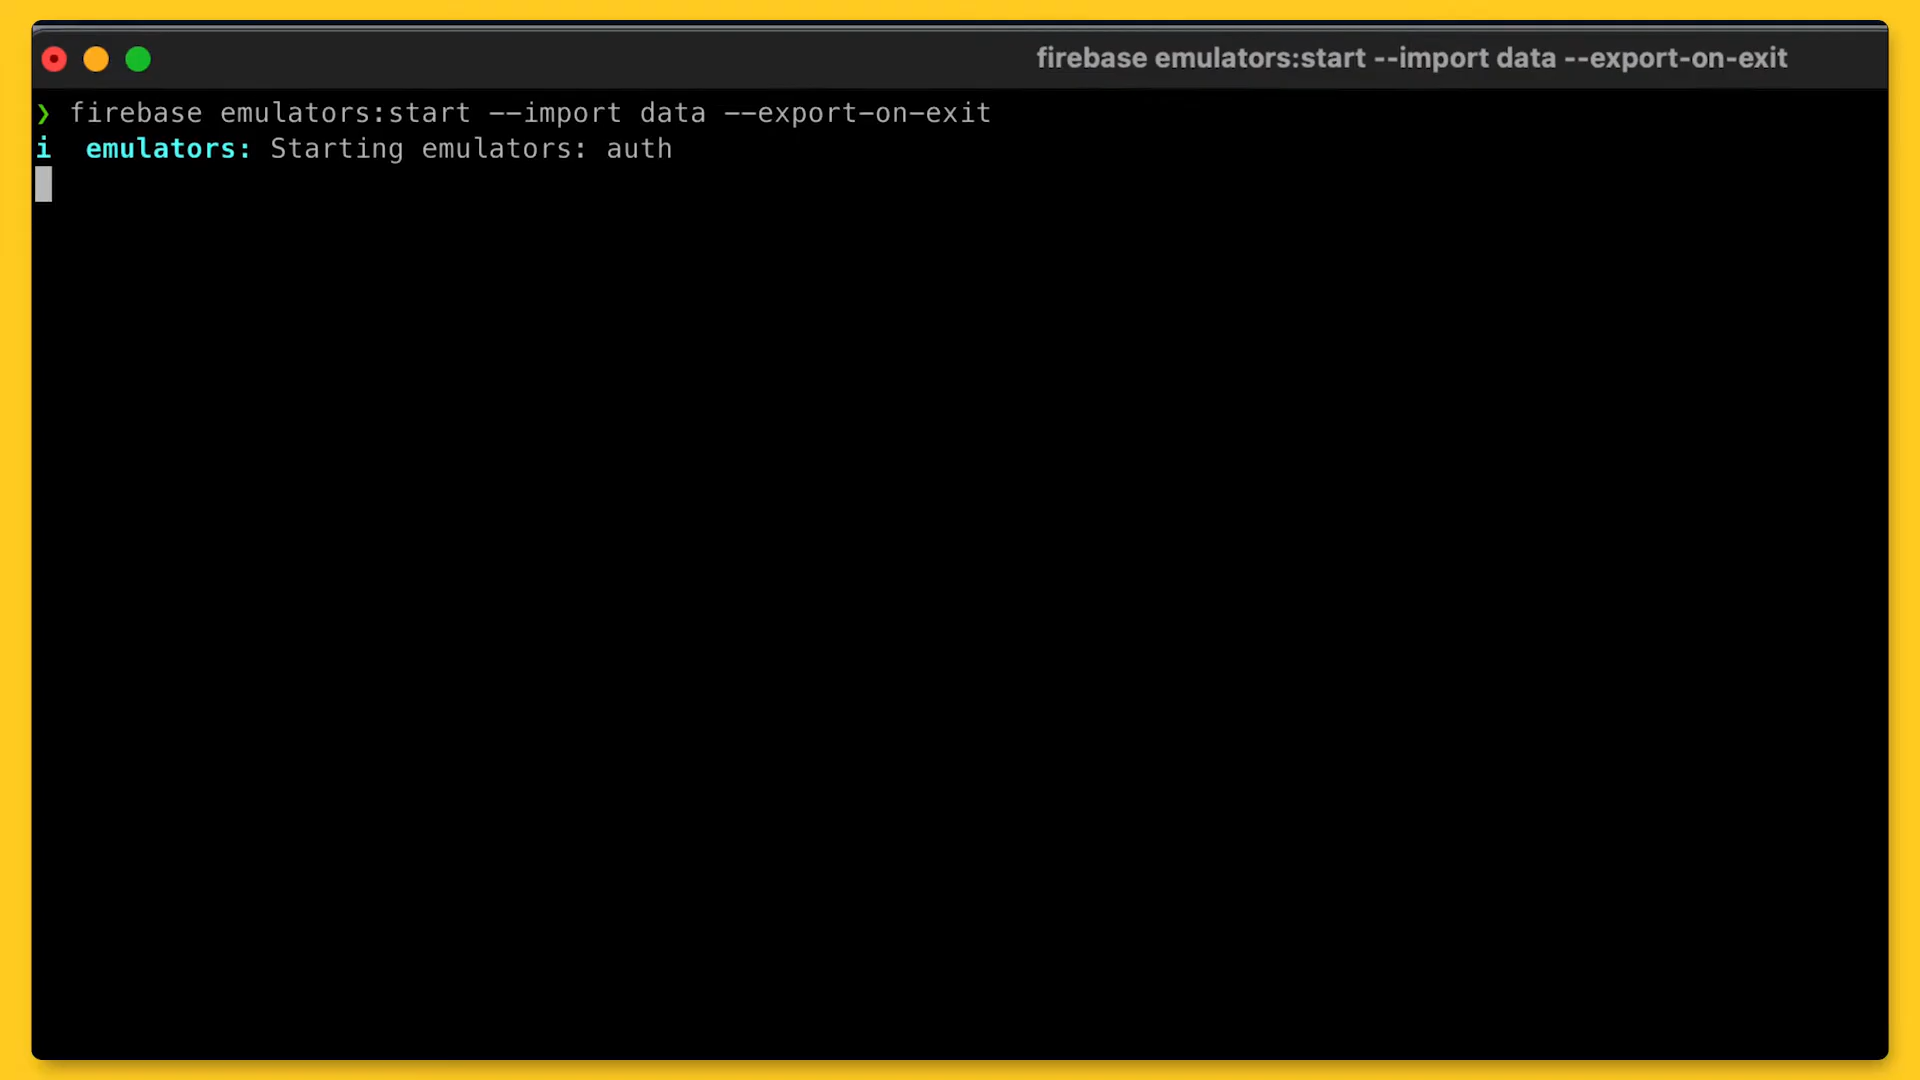 firebase emulators:start --import data --export-on-exit
❯ firebase emulators:start --import data --export-on-exit
i  emulators: Starting emulators: auth